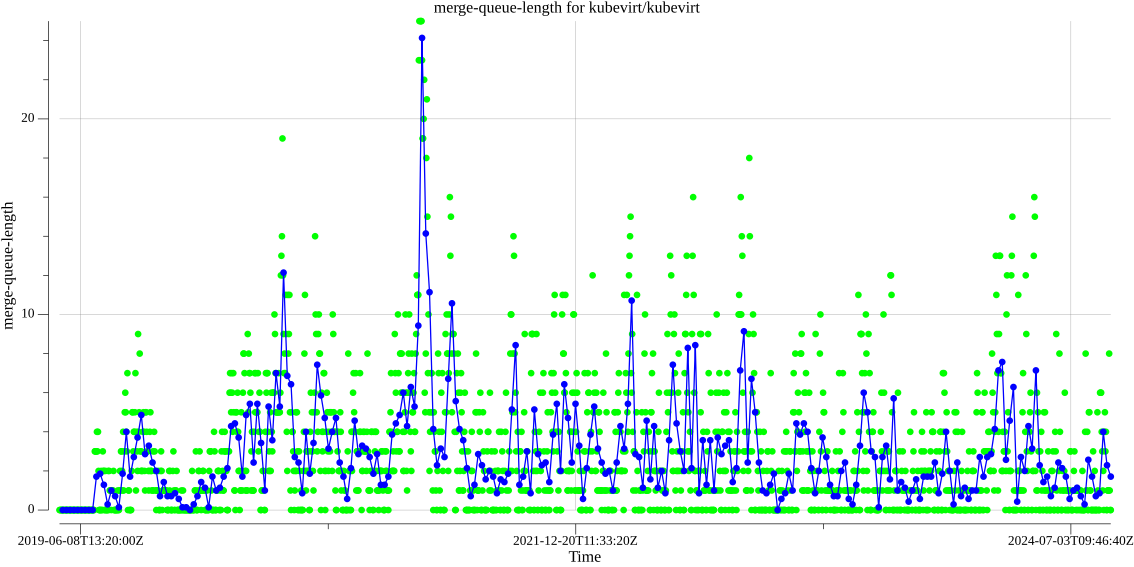 merge-queue-length for kubevirt/kubevirt
merge-queue-length
20
10
0
2019-06-08T13:20:00Z
2021-12-20T11:33:20Z
2024-07-03T09:46:40Z
Time